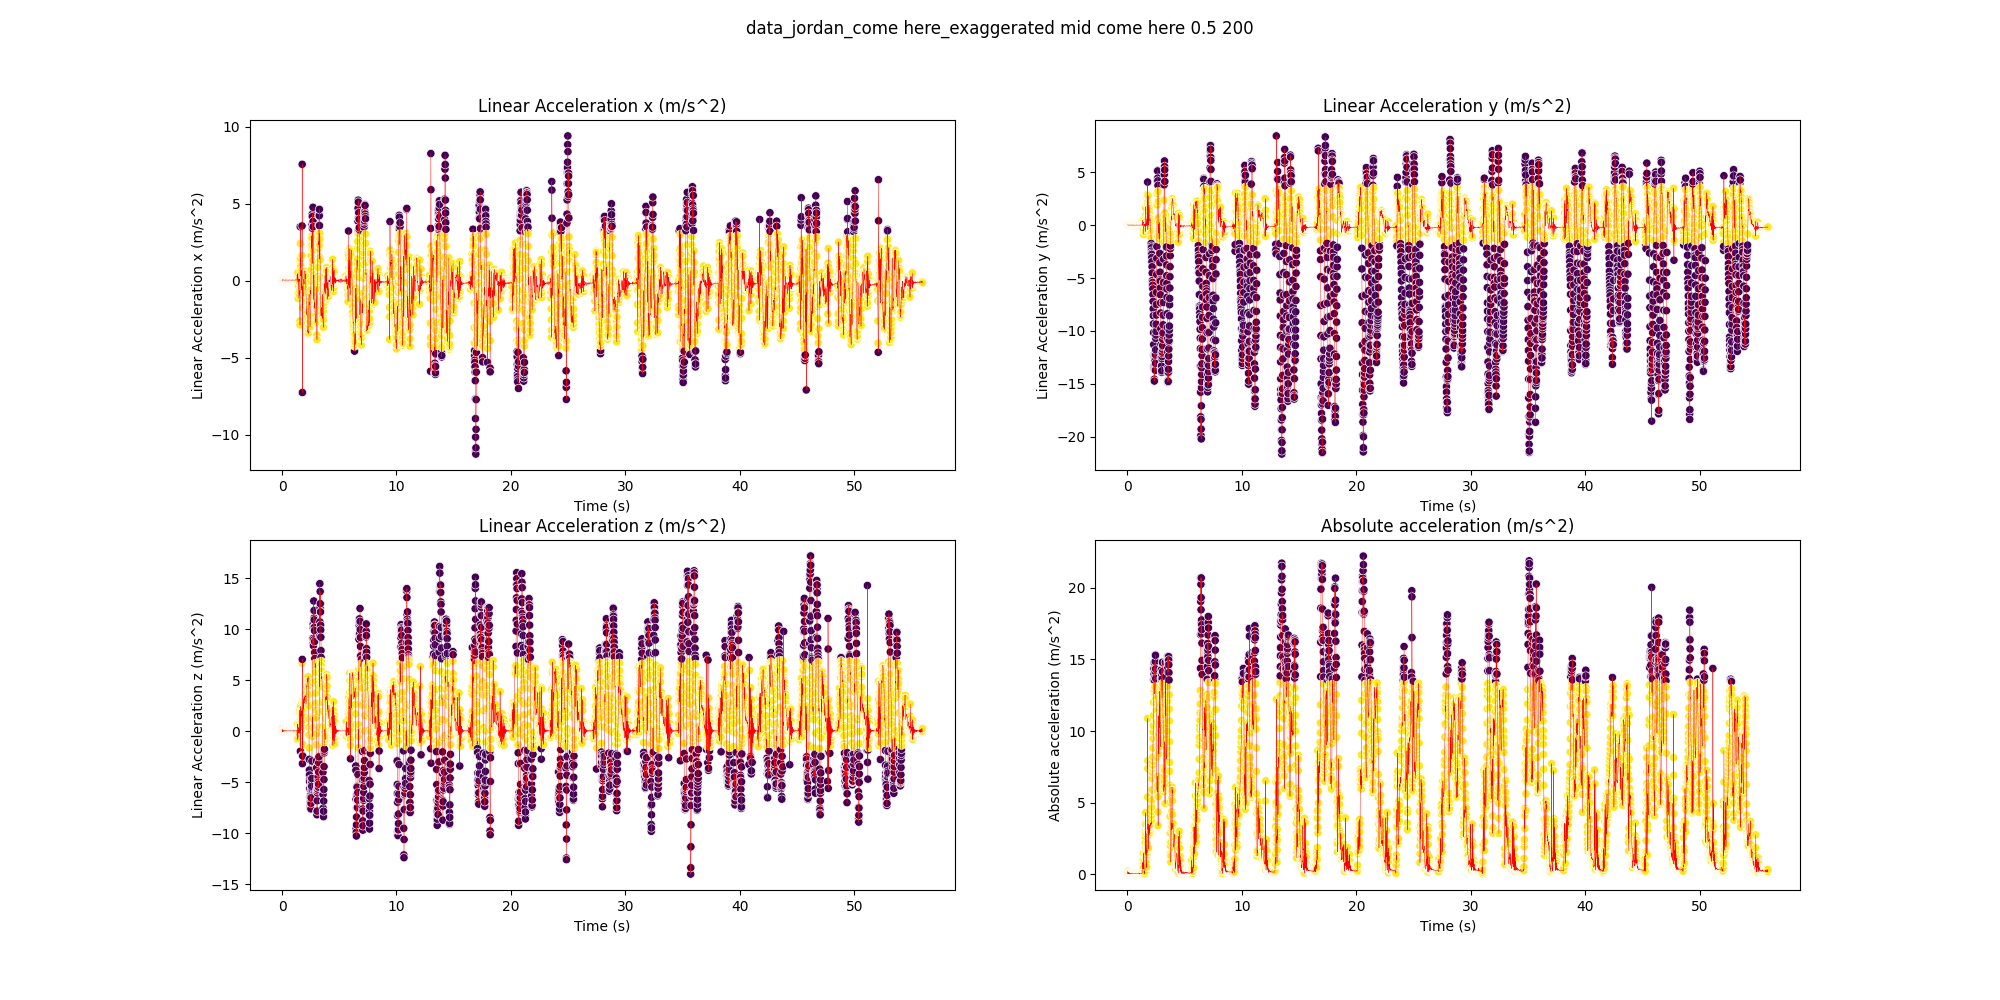 data_jordan_come here_exaggerated mid come here 0.5 200
Linear Acceleration x (m/s^2)
Linear Acceleration x (m/s^2)
10
5
0
−5
−10
0 10 20 30 40 50
Time (s)
Linear Acceleration y (m/s^2)
Linear Acceleration y (m/s^2)
5
0
−5
−10
−15
−20
0 10 20 30 40 50
Time (s)
Linear Acceleration z (m/s^2)
Linear Acceleration z (m/s^2)
15
10
5
0
−5
−10
−15
0 10 20 30 40 50
Time (s)
Absolute acceleration (m/s^2)
Absolute acceleration (m/s^2)
20
15
10
5
0
0 10 20 30 40 50
Time (s)